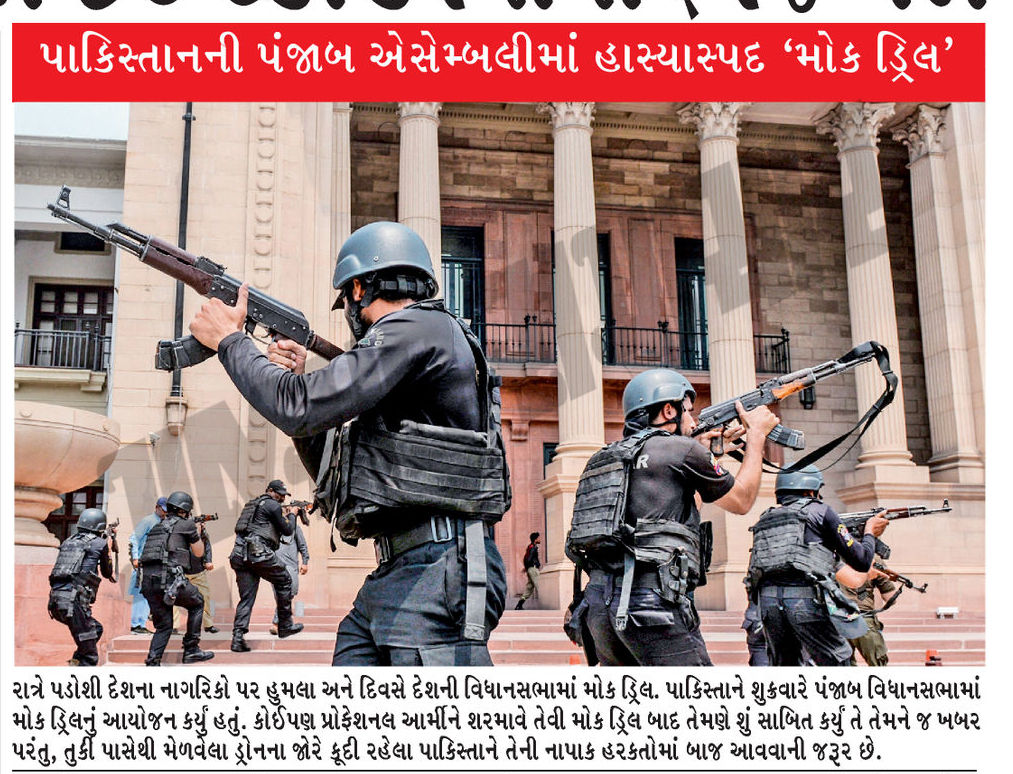 પાકિસ્તાનની પંજાબ એસેમ્બલીમાં હાસ્યાસ્પદ ‘મોક ડ્રિલ’
રાત્રે પડોશી દેશના નાગરિકો પર હુમલા અને દિવસે દેશની વિધાનસભામાં મોક ડ્રિલ. પાકિસ્તાને શુક્રવારે પંજાબ વિધાનસભામાં
મોક ડ્રિલનું આયોજન કર્યું હતું. કોઈપણ પ્રોફેશનલ આર્મીને શરમાવે તેવી મોક ડ્રિલ બાદ તેમણે શું સાબિત કર્યું તે તેમને જ ખબર
પરંતુ, તુર્કી પાસેથી મેળવેલા ડ્રોનના જોરે કૂદી રહેલા પાકિસ્તાને તેની નાપાક હરકતોમાં બાજ આવવાની જરૂર છે.